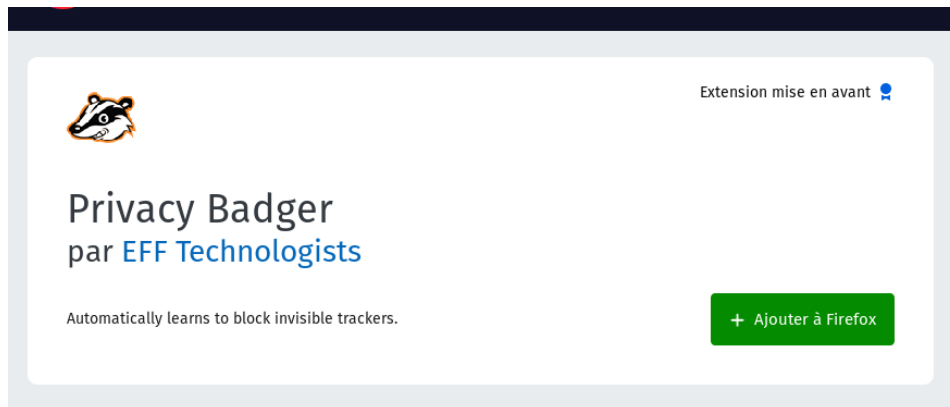 Extension mise en avant
Privacy Badger
par EFF Technologists
Automatically learns to block invisible trackers.
+ Ajouter à Firefox